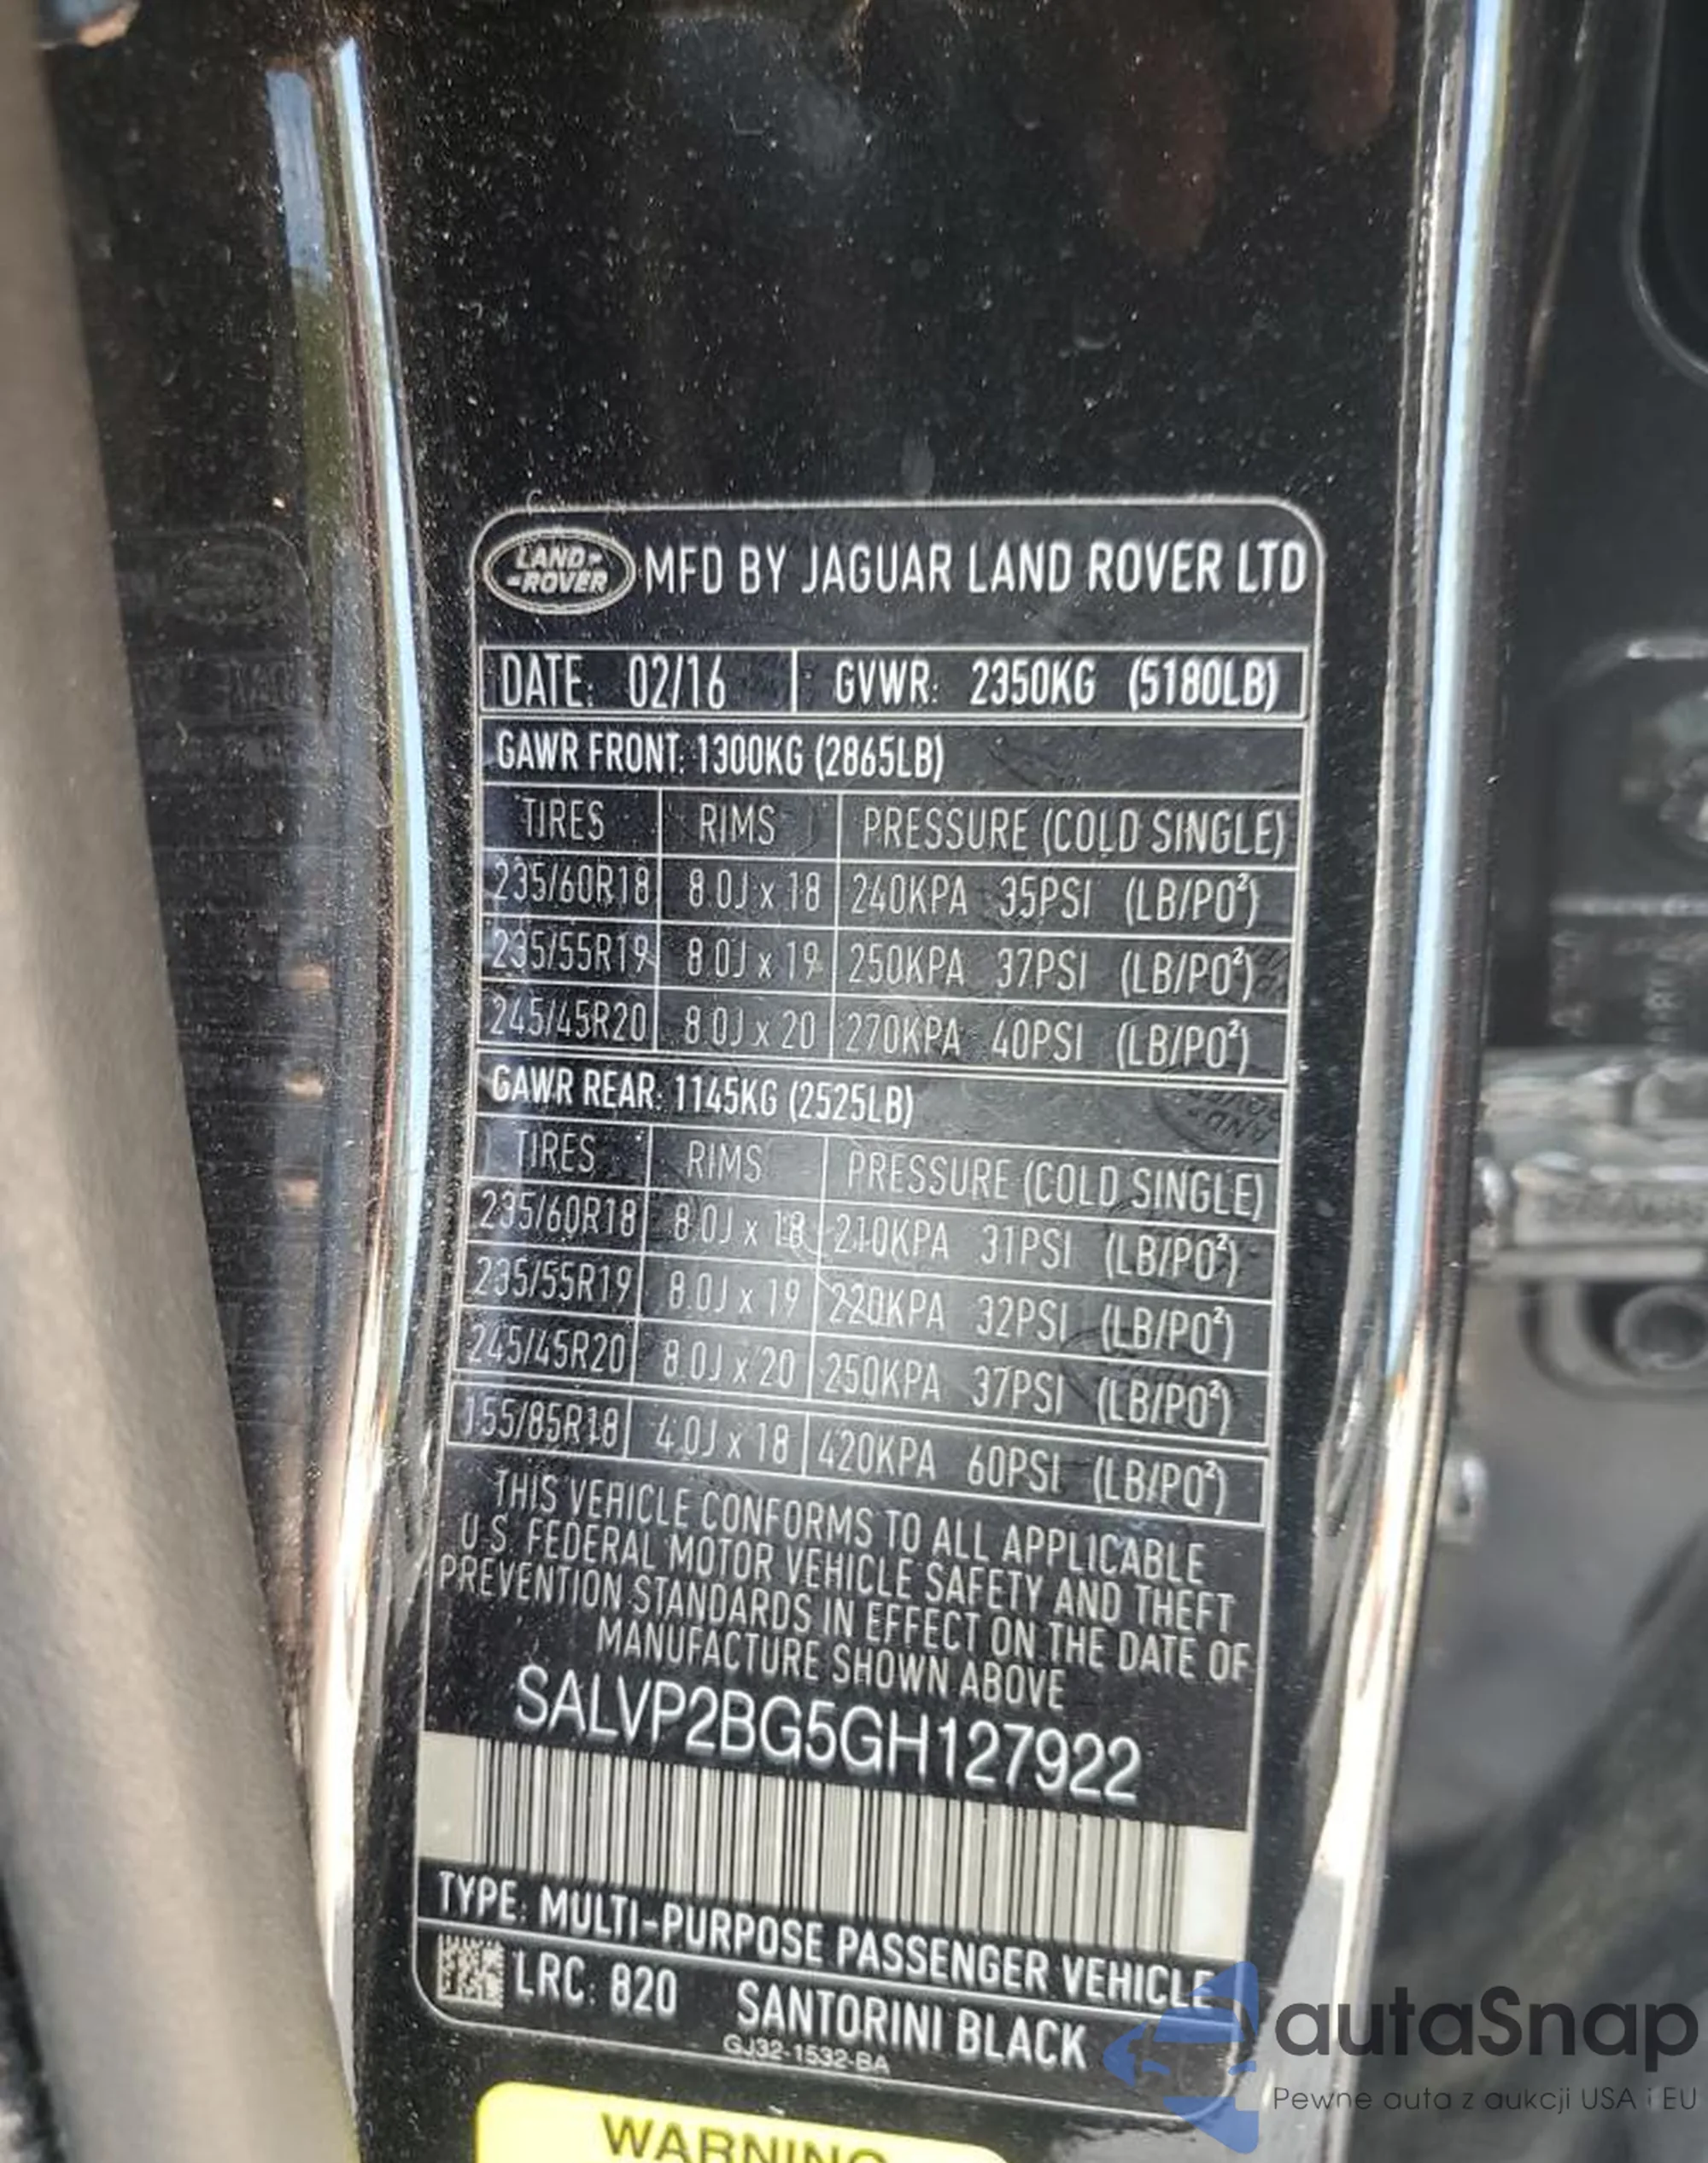 LAND ROVER MFD BY JAGUAR LAND ROVER LTD
DATE: 02/16 GVWR: 2350KG (5180LB)
GAWR FRONT: 1300KG (2865LB)
TIRES RIMS PRESSURE (COLD SINGLE)
235/60R18 8.0J x 18 240KPA 35PSI (LB/PO²)
235/55R19 8.0J x 19 250KPA 37PSI (LB/PO²)
245/45R20 8.0J x 20 270KPA 40PSI (LB/PO²)
GAWR REAR: 1145KG (2525LB)
TIRES RIMS PRESSURE (COLD SINGLE)
235/60R18 8.0J x 18 210KPA 31PSI (LB/PO²)
235/55R19 8.0J x 19 220KPA 32PSI (LB/PO²)
245/45R20 8.0J x 20 250KPA 37PSI (LB/PO²)
155/85R18 4.0J x 18 420KPA 60PSI (LB/PO²)
THIS VEHICLE CONFORMS TO ALL APPLICABLE
U.S. FEDERAL MOTOR VEHICLE SAFETY AND THEFT
PREVENTION STANDARDS IN EFFECT ON THE DATE OF
MANUFACTURE SHOWN ABOVE
SALVP2BG5GH127922
TYPE: MULTI-PURPOSE PASSENGER VEHICLE
LRC: 820 SANTORINI BLACK
GJ32-1532-BA
WARNING
autaSnap
Pewne auta z aukcji USA i EU